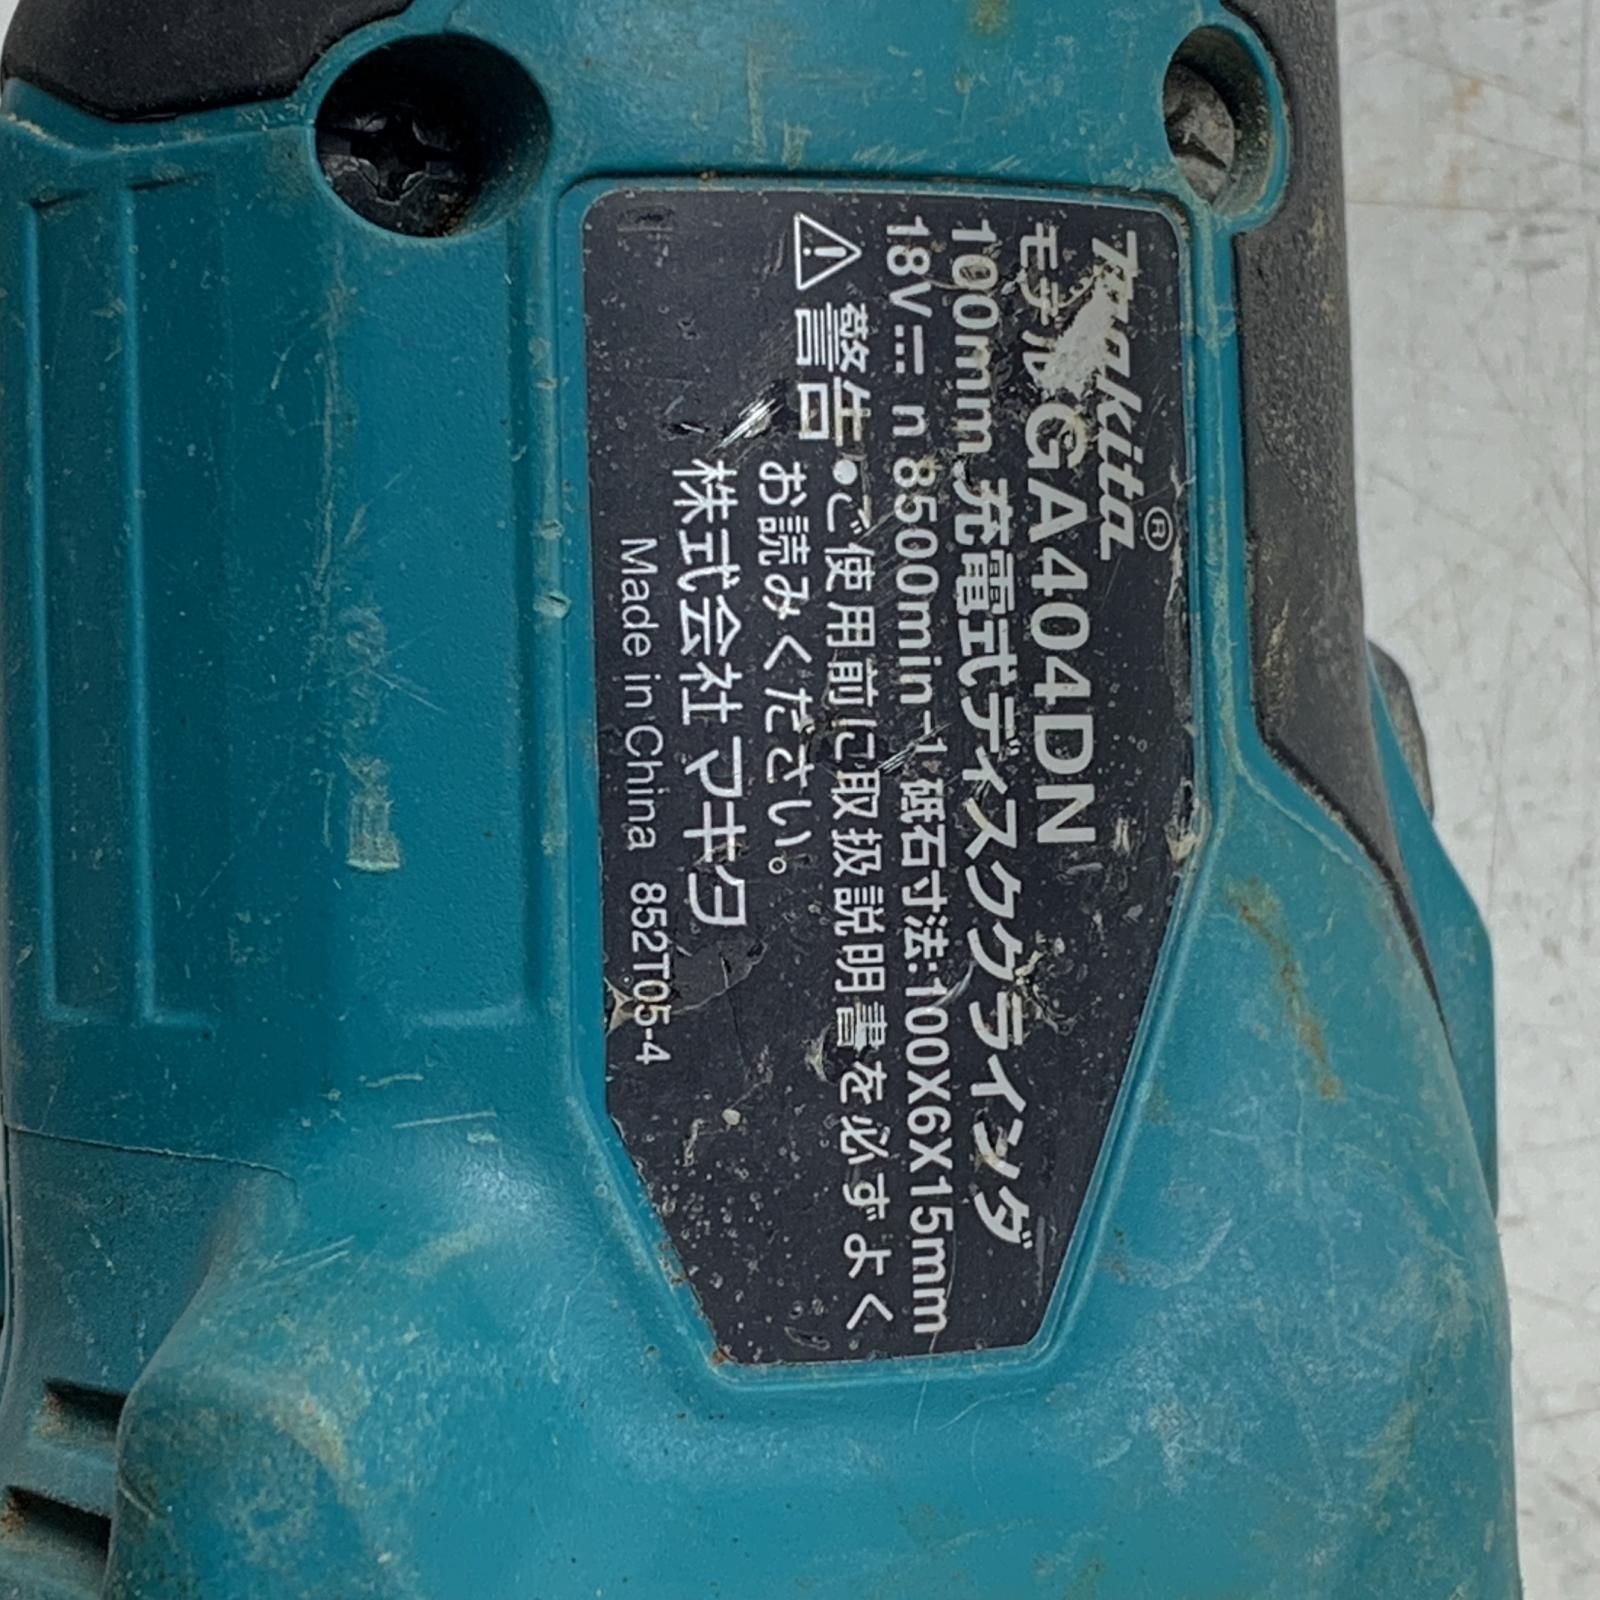 Makita®
モデル GA404DN
100mm 充電式ディスクグラインダ
18V⎓ n 8500min⁻¹ 砥石寸法:100X6X15mm
⚠ 警告 ●ご使用前に取扱説明書を必ずよく
お読みください。
株式会社 マキタ
Made in China 852T05-4